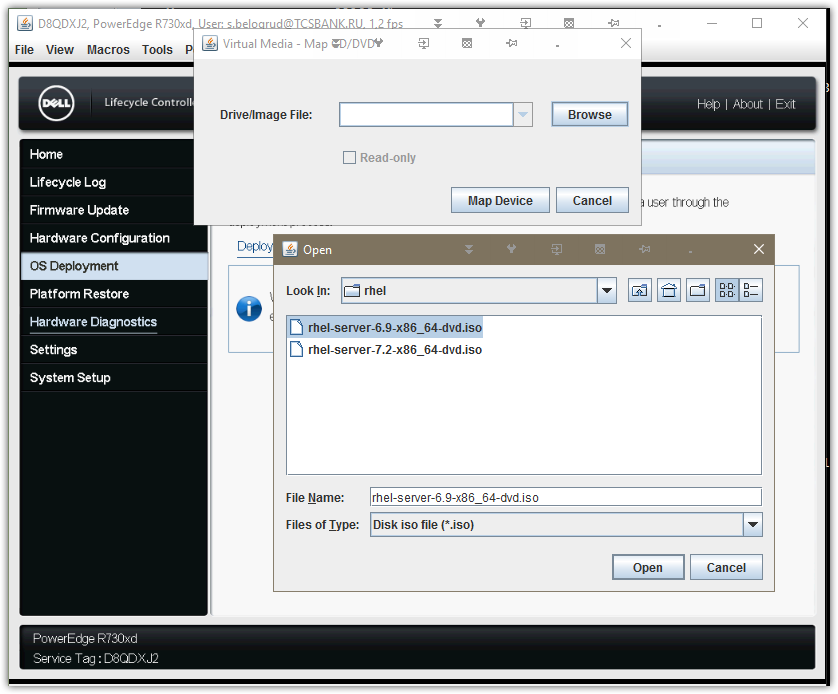 D8QDXJ2, PowerEdge R730xd, User: s.belogrud@TCSBANK.RU, 1,2 fps
File View Macros Tools P
Virtual Media - Map CD/DVD
DELL
Lifecycle Controlle
Help | About | Exit
Drive/Image File:
Browse
Read-only
Map Device
Cancel
Home
Lifecycle Log
Firmware Update
Hardware Configuration
OS Deployment
Platform Restore
Hardware Diagnostics
Settings
System Setup
a user through the
Deploy
Open
Look In:
rhel
rhel-server-6.9-x86_64-dvd.iso
rhel-server-7.2-x86_64-dvd.iso
File Name:
rhel-server-6.9-x86_64-dvd.iso
Files of Type:
Disk iso file (*.iso)
Open
Cancel
PowerEdge R730xd
Service Tag : D8QDXJ2